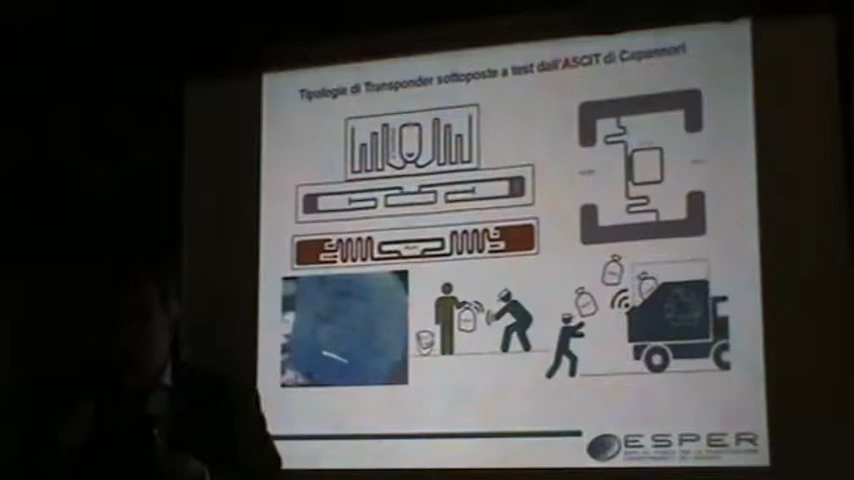 Tipologie di Transponder sottoposte a test dall'ASCIT di Capannori
ESPER